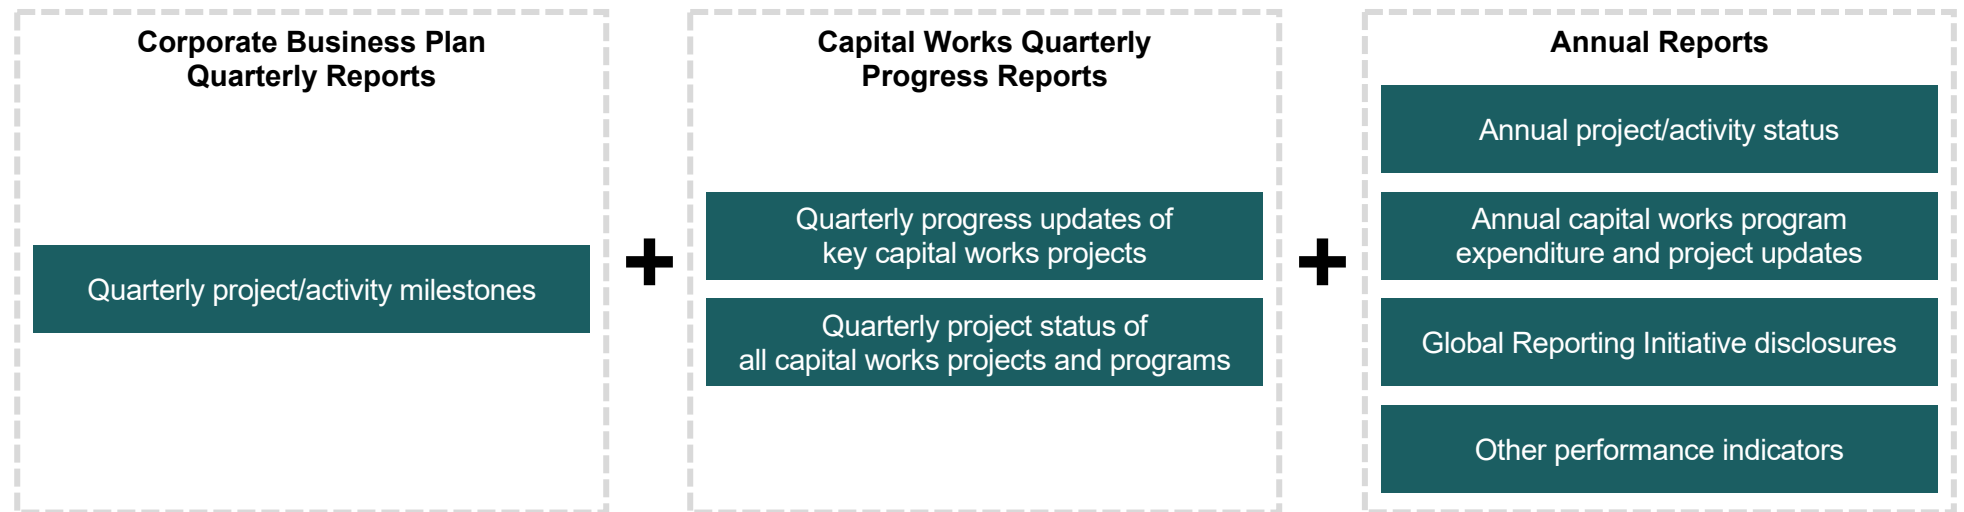 Corporate Business Plan
Quarterly Reports
Quarterly project/activity milestones
Capital Works Quarterly
Progress Reports
Quarterly progress updates of
key capital works projects
Quarterly project status of
all capital works projects and programs
Annual Reports
Annual project/activity status
Annual capital works program
expenditure and project updates
Global Reporting Initiative disclosures
Other performance indicators